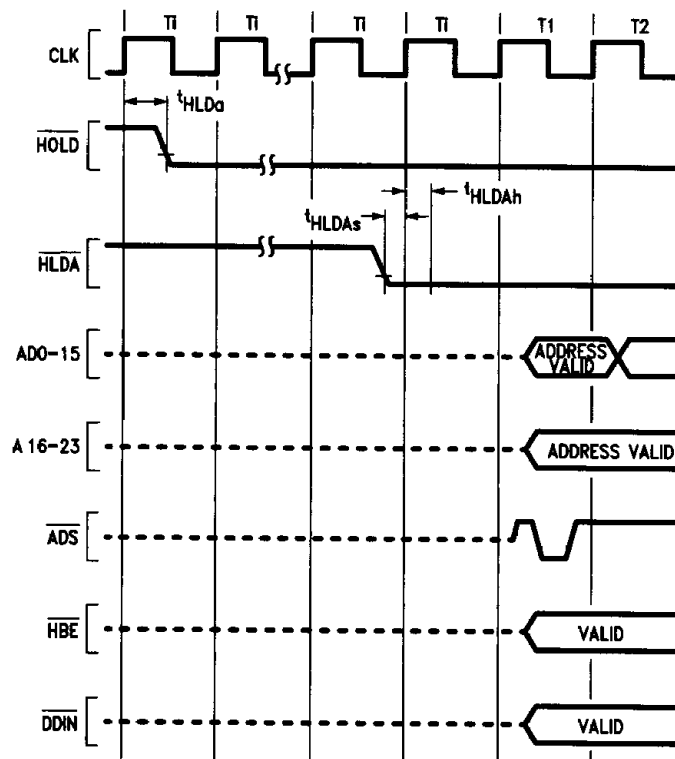 Ti Ti Ti Ti T1 T2
CLK
tHLDa
HOLD
tHLDAh
tHLDAs
HLDA
AD0-15
ADDRESS
VALID
A16-23
ADDRESS VALID
ADS
HBE
VALID
DDIN
VALID